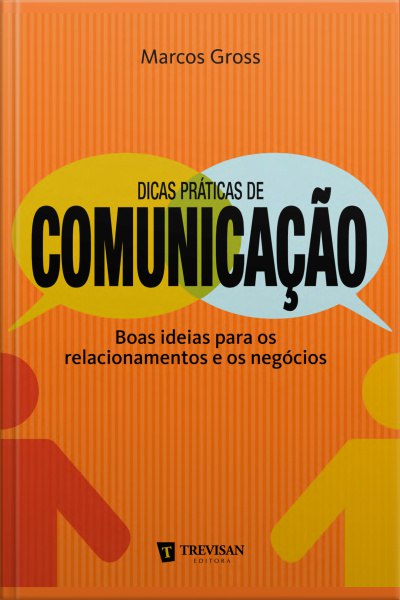 Marcos Gross
DICAS PRÁTICAS DE
COMUNICAÇÃO
Boas ideias para os
relacionamentos e os negócios
T TREVISAN
EDITORA